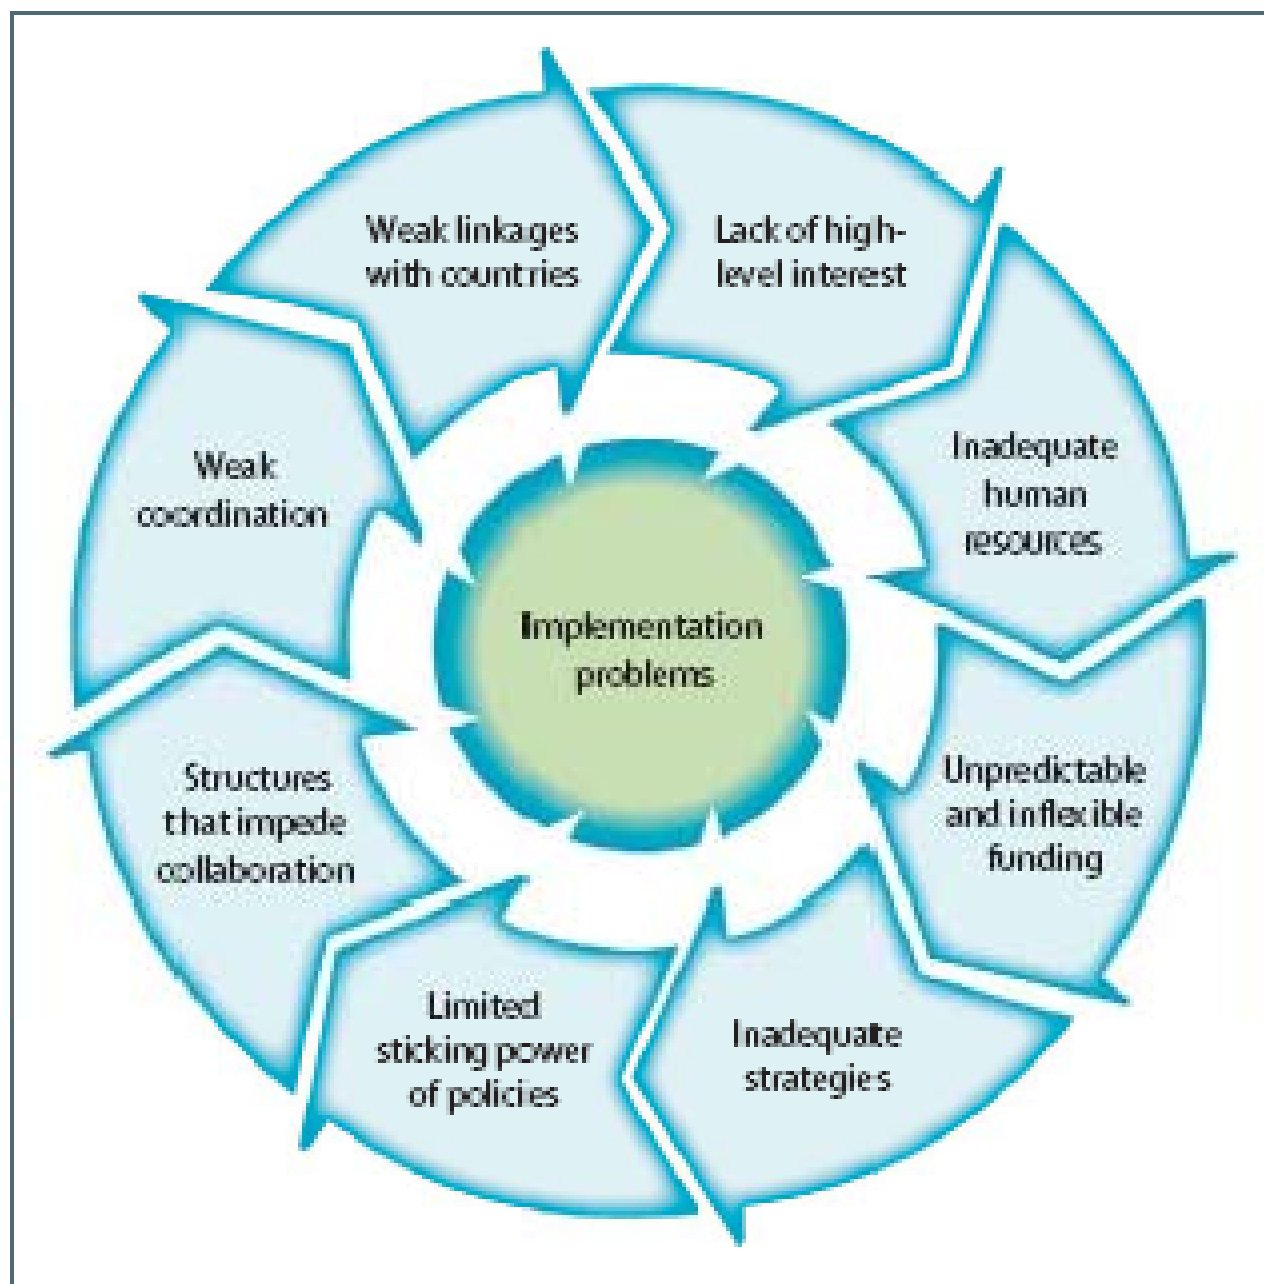 Weak linkages
with countries
Lack of high-
level interest
Inadequate
human
resources
Unpredictable
and inflexible
funding
Inadequate
strategies
Limited
sticking power
of policies
Structures
that impede
collaboration
Weak
coordination
Implementation
problems